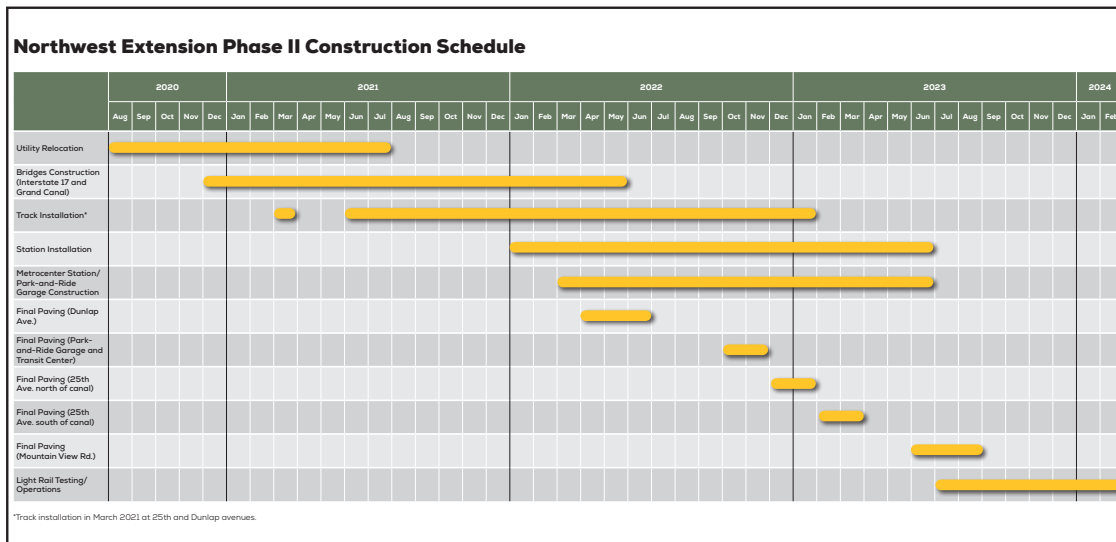 Northwest Extension Phase II Construction Schedule
2020 2021 2022 2023 2024
Aug Sep Oct Nov Dec Jan Feb Mar Apr May Jun Jul Aug Sep Oct Nov Dec Jan Feb Mar Apr May Jun Jul Aug Sep Oct Nov Dec Jan Feb Mar Apr May Jun Jul Aug Sep Oct Nov Dec Jan Feb
Utility Relocation
Bridges Construction
(Interstate 17 and
Grand Canal)
Track Installation*
Station Installation
Metrocenter Station/
Park-and-Ride
Garage Construction
Final Paving (Dunlap
Ave.)
Final Paving (Park-
and-Ride Garage and
Transit Center)
Final Paving (25th
Ave. north of canal)
Final Paving (25th
Ave. south of canal)
Final Paving
(Mountain View Rd.)
Light Rail Testing/
Operations
*Track installation in March 2021 at 25th and Dunlap avenues.